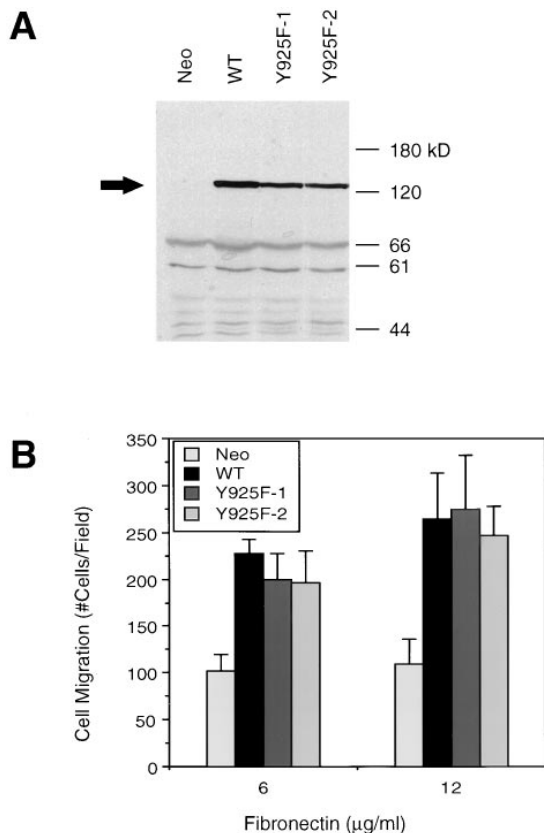 A
Neo
WT
Y925F-1
Y925F-2
180 kD
120
66
61
44
B
350
300
250
200
150
100
50
0
Cell Migration (#Cells/Field)
Neo
WT
Y925F-1
Y925F-2
6
12
Fibronectin (µg/ml)